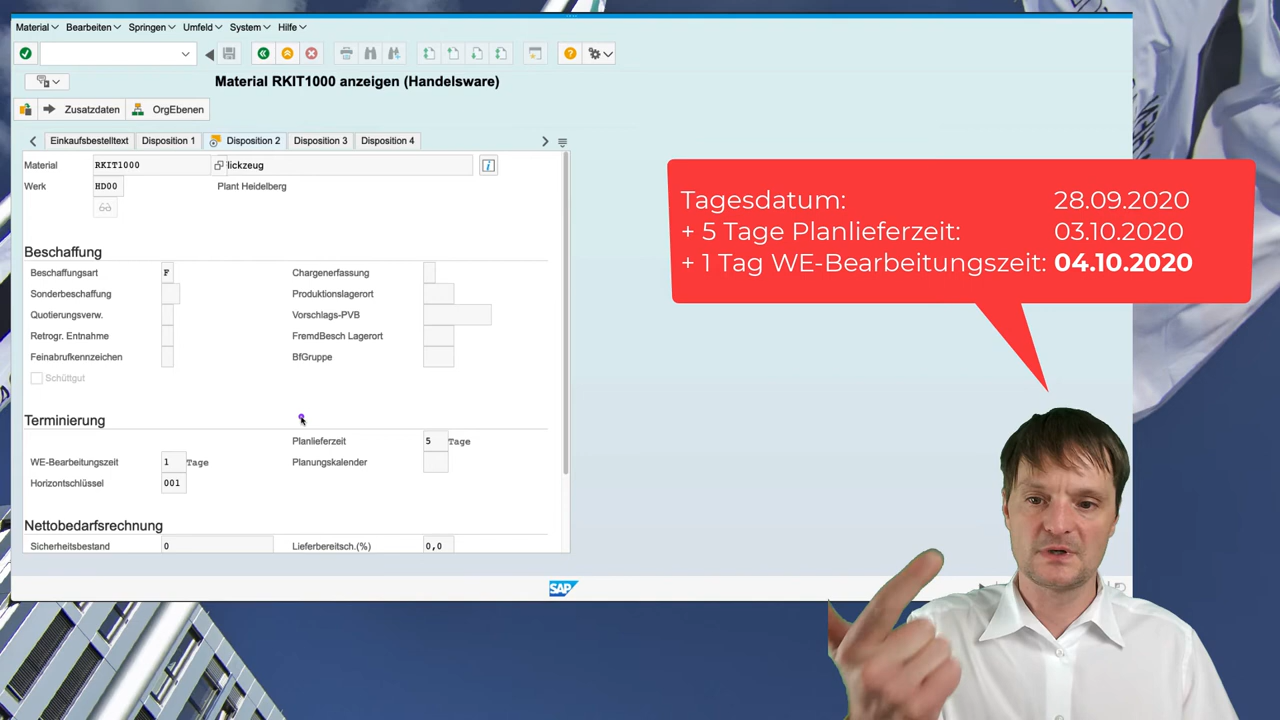 Material Bearbeiten Springen Umfeld System Hilfe
Material RKIT1000 anzeigen (Handelsware)
Zusatzdaten OrgEbenen
Einkaufsbestelltext Disposition 1 Disposition 2 Disposition 3 Disposition 4
Material RKIT1000 lickzeug
Werk HD00 Plant Heidelberg
Beschaffung
Beschaffungsart F Chargenerfassung
Sonderbeschaffung Produktionslagerort
Quotierungsverw. Vorschlags-PVB
Retrogr. Entnahme FremdBesch Lagerort
Feinabrufkennzeichen BfGruppe
Schüttgut
Terminierung
Planlieferzeit 5 Tage
WE-Bearbeitungszeit 1 Tage Planungskalender
Horizontschlüssel 001
Nettobedarfsrechnung
Sicherheitsbestand 0 Lieferbereitsch.(%) 0,0
SAP
Tagesdatum: 28.09.2020
+ 5 Tage Planlieferzeit: 03.10.2020
+ 1 Tag WE-Bearbeitungszeit: 04.10.2020